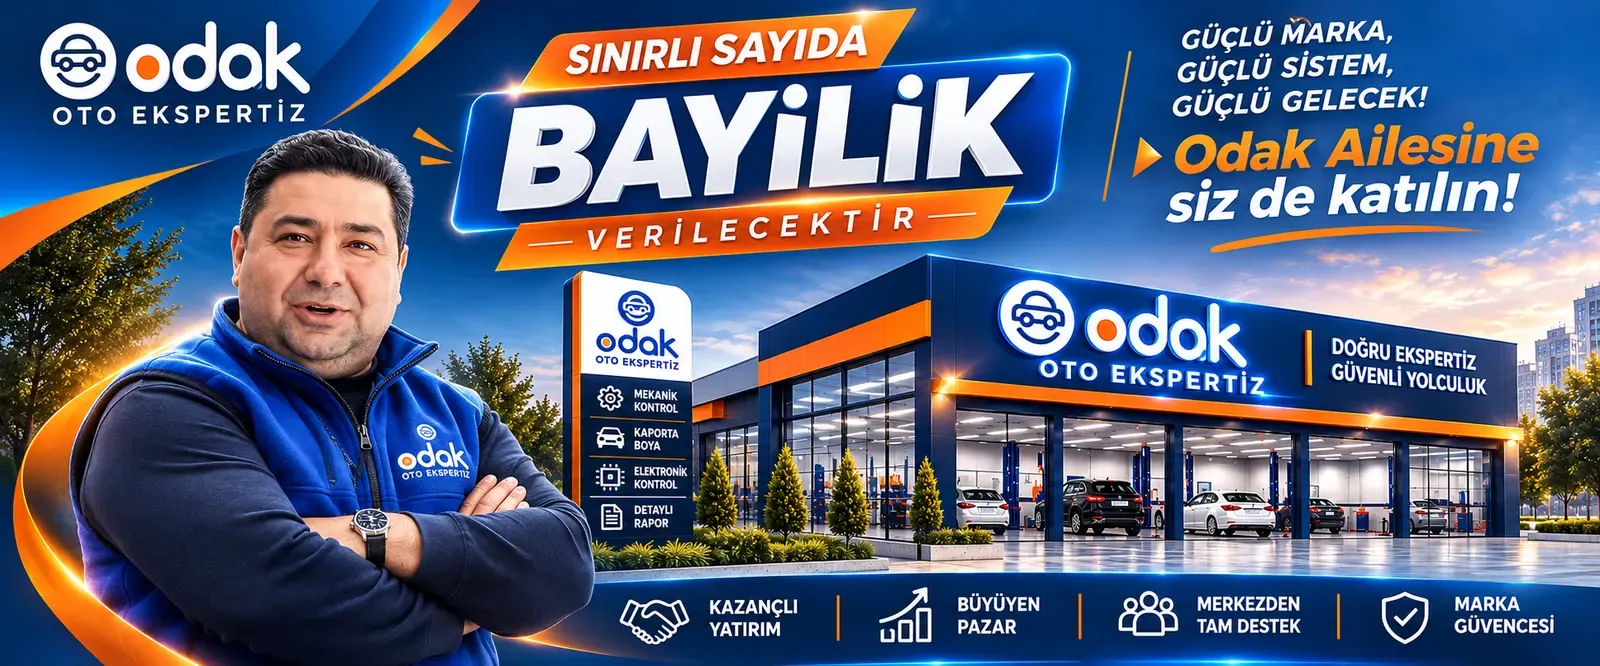 odak
OTO EKSPERTİZ
SINIRLI SAYIDA
BAYİLİK
VERİLECEKTİR
GÜÇLÜ MARKA,
GÜÇLÜ SİSTEM,
GÜÇLÜ GELECEK!
Odak Ailesine
siz de katılın!
odak
OTO EKSPERTİZ
odak
OTO EKSPERTİZ
MEKANİK
KONTROL
KAPORTA
BOYA
ELEKTRONİK
KONTROL
DETAYLI
RAPOR
odak
OTO EKSPERTİZ
DOĞRU EKSPERTİZ
GÜVENLİ YOLCULUK
KAZANÇLI
YATIRIM
BÜYÜYEN
PAZAR
MERKEZDEN
TAM DESTEK
MARKA
GÜVENCESİ